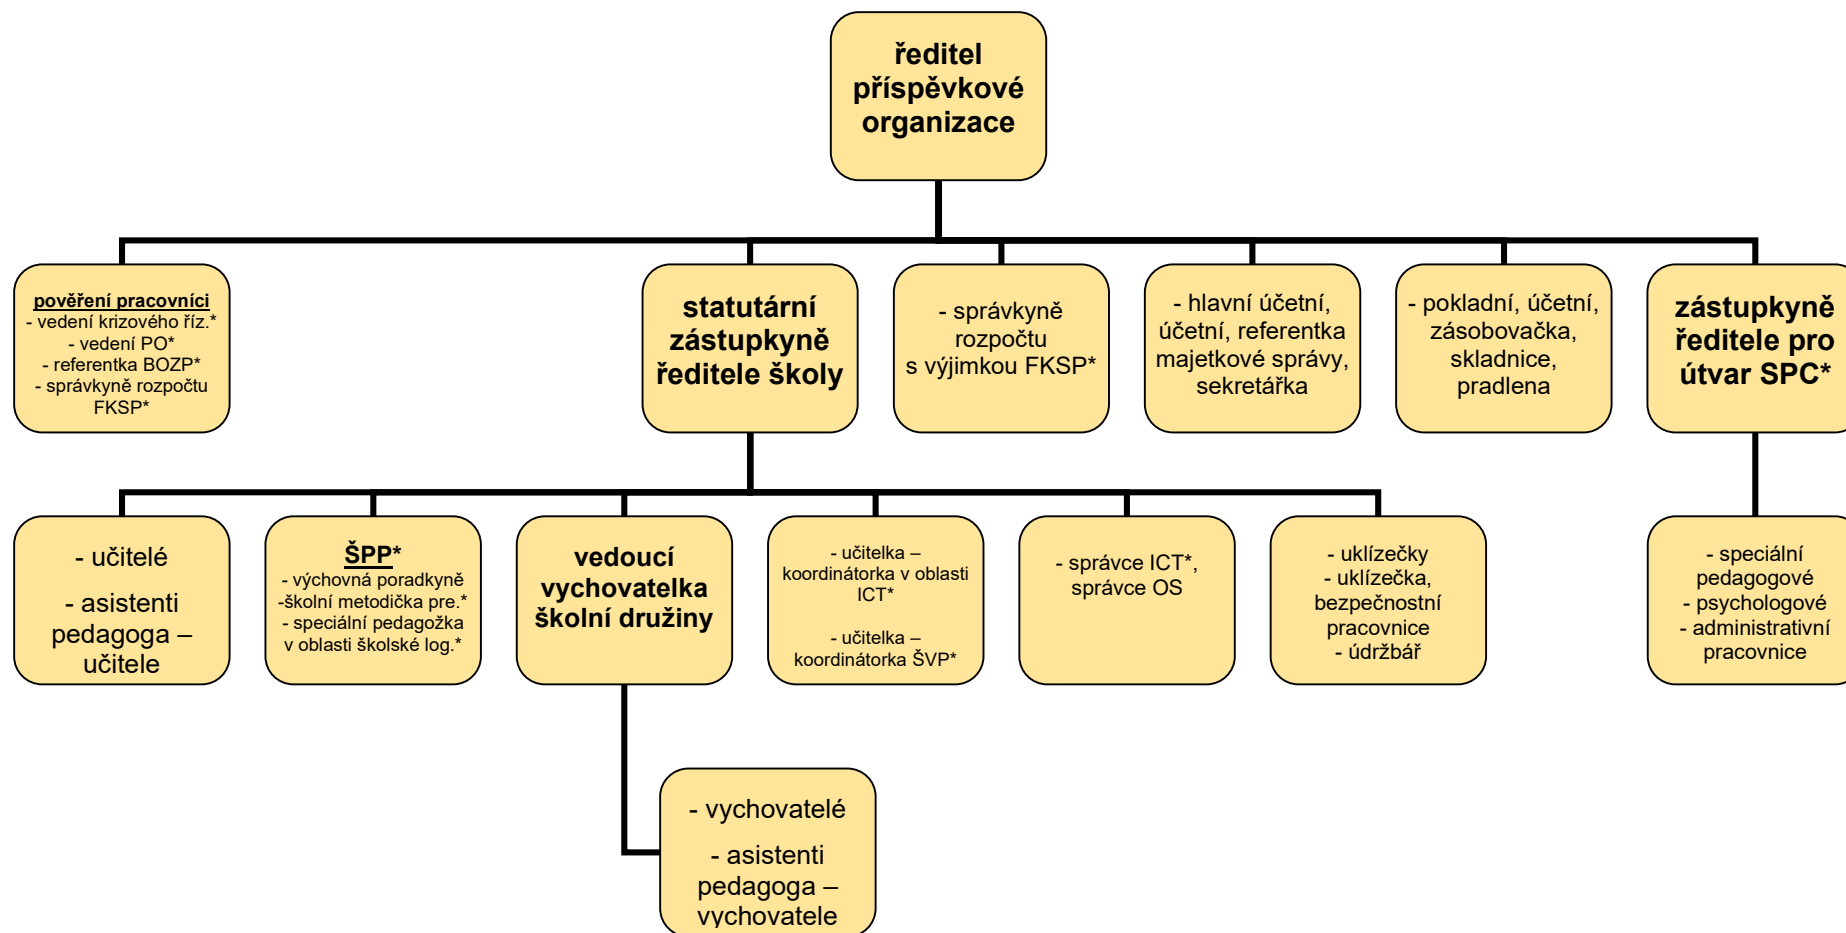 ředitel
příspěvkové
organizace
pověření pracovníci
- vedení krizového říz.*
- vedení PO*
- referentka BOZP*
- správkyně rozpočtu
FKSP*
statutární
zástupkyně
ředitele školy
- správkyně
rozpočtu
s výjimkou FKSP*
- hlavní účetní,
účetní, referentka
majetkové správy,
sekretářka
- pokladní, účetní,
zásobovačka,
skladnice,
pradlena
zástupkyně
ředitele pro
útvar SPC*
- učitelé
- asistenti
pedagoga –
učitele
ŠPP*
- výchovná poradkyně
-školní metodička pre.*
- speciální pedagožka
v oblasti školské log.*
vedoucí
vychovatelka
školní družiny
- učitelka –
koordinátorka v oblasti
ICT*
- učitelka –
koordinátorka ŠVP*
- správce ICT*,
správce OS
- uklízečky
- uklízečka,
bezpečnostní
pracovnice
- údržbář
- speciální
pedagogové
- psychologové
- administrativní
pracovnice
- vychovatelé
- asistenti
pedagoga –
vychovatele